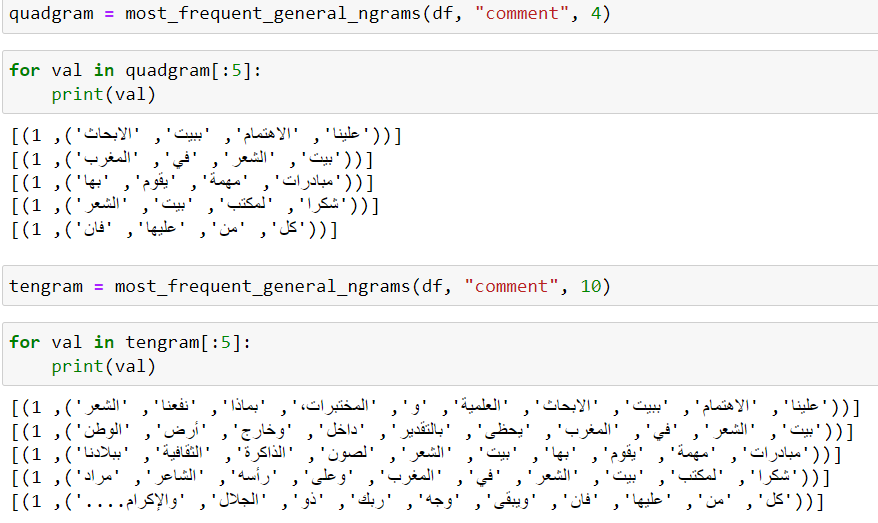 quadgram = most_frequent_general_ngrams(df, "comment", 4)
for val in quadgram[:5]:
    print(val)
[(('علينا', 'الاهتمام', 'ببيت', 'الابحاث'), 1)]
[(('بيت', 'الشعر', 'في', 'المغرب'), 1)]
[(('مبادرات', 'مهمة', 'يقوم', 'بها'), 1)]
[(('شكرا', 'لمكتب', 'بيت', 'الشعر'), 1)]
[(('كل', 'من', 'عليها', 'فان'), 1)]
tengram = most_frequent_general_ngrams(df, "comment", 10)
for val in tengram[:5]:
    print(val)
[(('علينا', 'الاهتمام', 'ببيت', 'الابحاث', 'العلمية', 'و', 'المختبرات،', 'بماذا', 'نفعنا', 'الشعر'), 1)]
[(('بيت', 'الشعر', 'في', 'المغرب', 'يحظى', 'بالتقدير', 'داخل', 'وخارج', 'أرض', 'الوطن'), 1)]
[(('مبادرات', 'مهمة', 'يقوم', 'بها', 'بيت', 'الشعر', 'لصون', 'الذاكرة', 'الثقافية', 'ببلادنا'), 1)]
[(('شكرا', 'لمكتب', 'بيت', 'الشعر', 'في', 'المغرب', 'وعلى', 'رأسه', 'الشاعر', 'مراد'), 1)]
[(('كل', 'من', 'عليها', 'فان', 'ويبقى', 'وجه', 'ربك', 'ذو', 'الجلال', 'والإكرام....'), 1)]